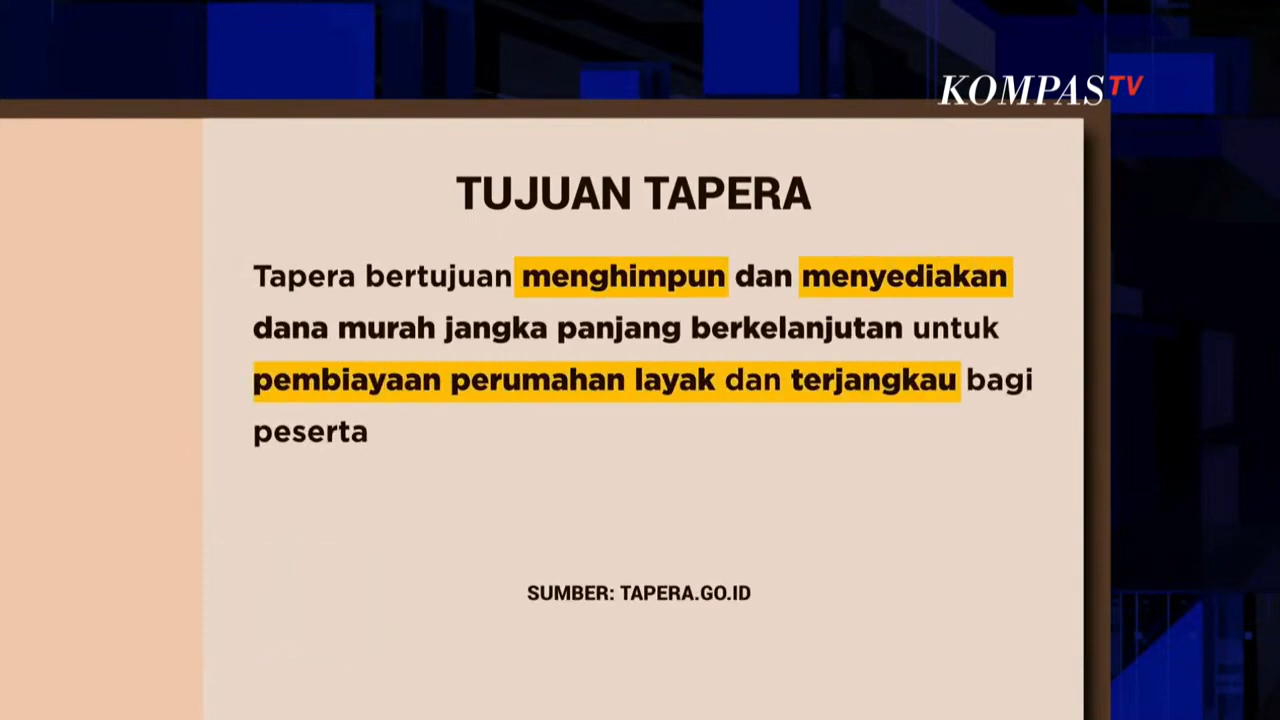 KOMPASTV
TUJUAN TAPERA
Tapera bertujuan menghimpun dan menyediakan
dana murah jangka panjang berkelanjutan untuk
pembiayaan perumahan layak dan terjangkau bagi
peserta
SUMBER: TAPERA.GO.ID